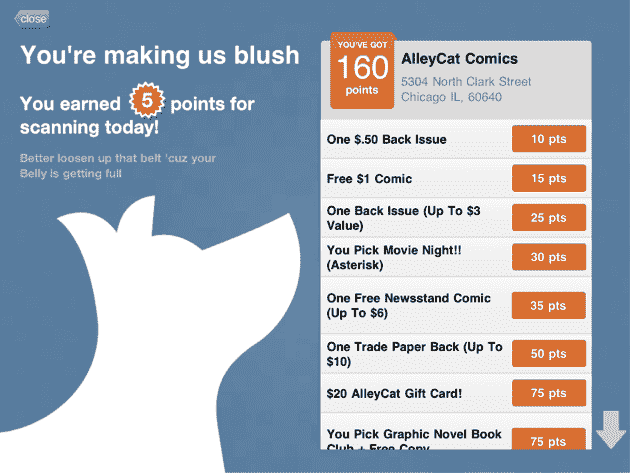 close
You're making us blush
You earned 5 points for
scanning today!
Better loosen up that belt 'cuz your
Belly is getting full
YOU'VE GOT
160
points
AlleyCat Comics
5304 North Clark Street
Chicago IL, 60640
One $.50 Back Issue
10 pts
Free $1 Comic
15 pts
One Back Issue (Up To $3
Value)
25 pts
You Pick Movie Night!!
(Asterisk)
30 pts
One Free Newsstand Comic
(Up To $6)
35 pts
One Trade Paper Back (Up To
$10)
50 pts
$20 AlleyCat Gift Card!
75 pts
You Pick Graphic Novel Book
Club + Free Copy
75 pts